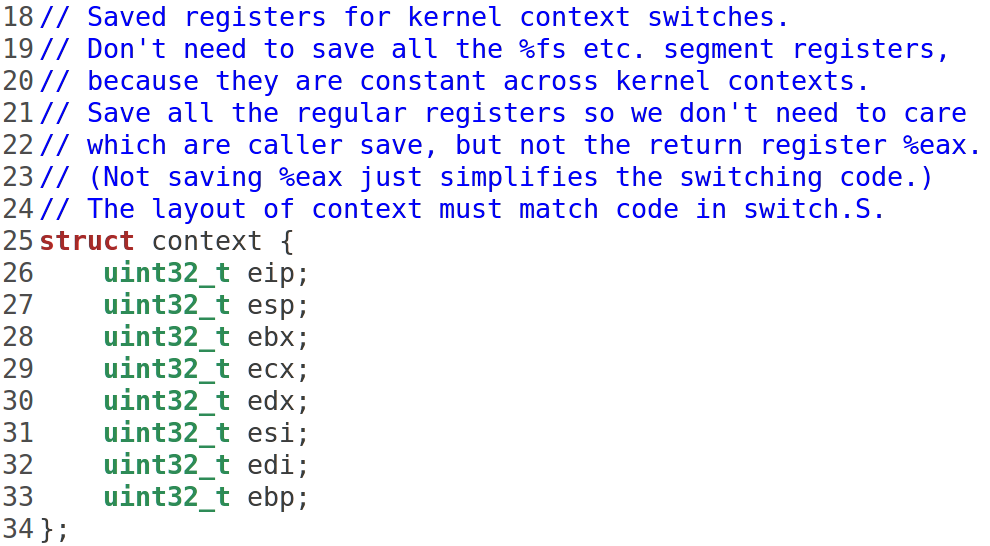 18// Saved registers for kernel context switches.
19// Don't need to save all the %fs etc. segment registers,
20// because they are constant across kernel contexts.
21// Save all the regular registers so we don't need to care
22// which are caller save, but not the return register %eax.
23// (Not saving %eax just simplifies the switching code.)
24// The layout of context must match code in switch.S.
25struct context {
26    uint32_t eip;
27    uint32_t esp;
28    uint32_t ebx;
29    uint32_t ecx;
30    uint32_t edx;
31    uint32_t esi;
32    uint32_t edi;
33    uint32_t ebp;
34};